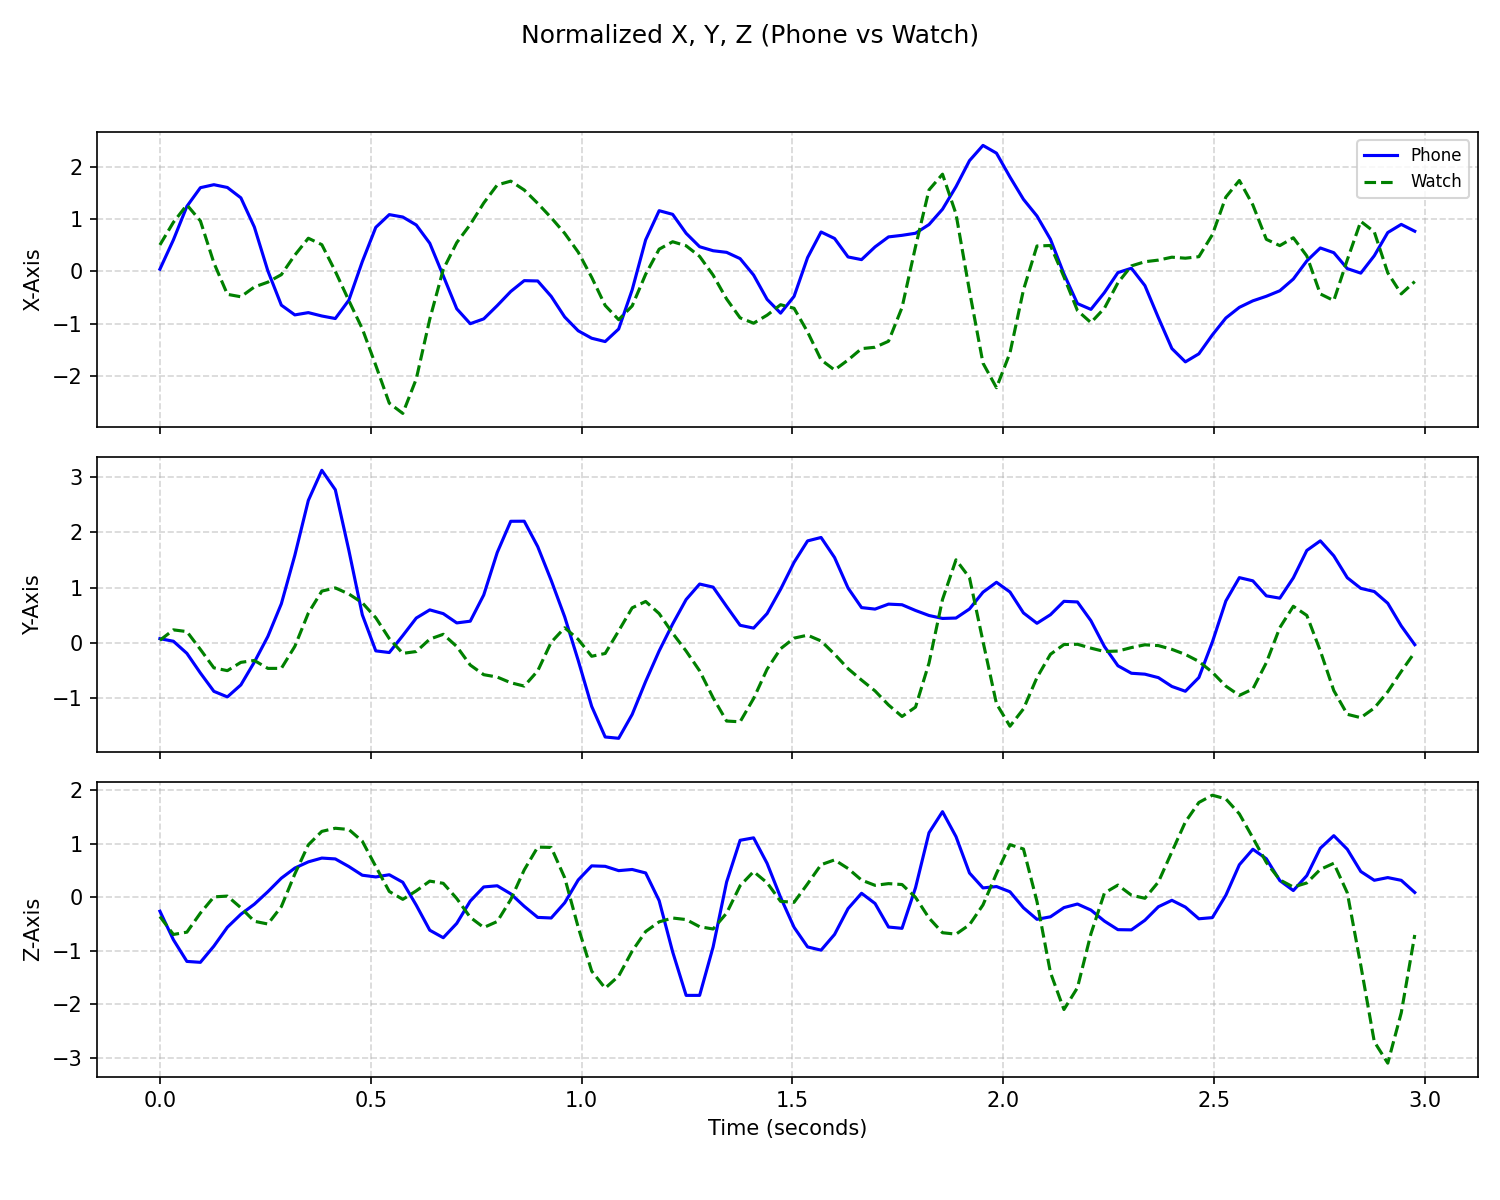 Normalized X, Y, Z (Phone vs Watch)
Phone
Watch
X-Axis
2
1
0
−1
−2
Y-Axis
3
2
1
0
−1
Z-Axis
2
1
0
−1
−2
−3
0.0 0.5 1.0 1.5 2.0 2.5 3.0
Time (seconds)